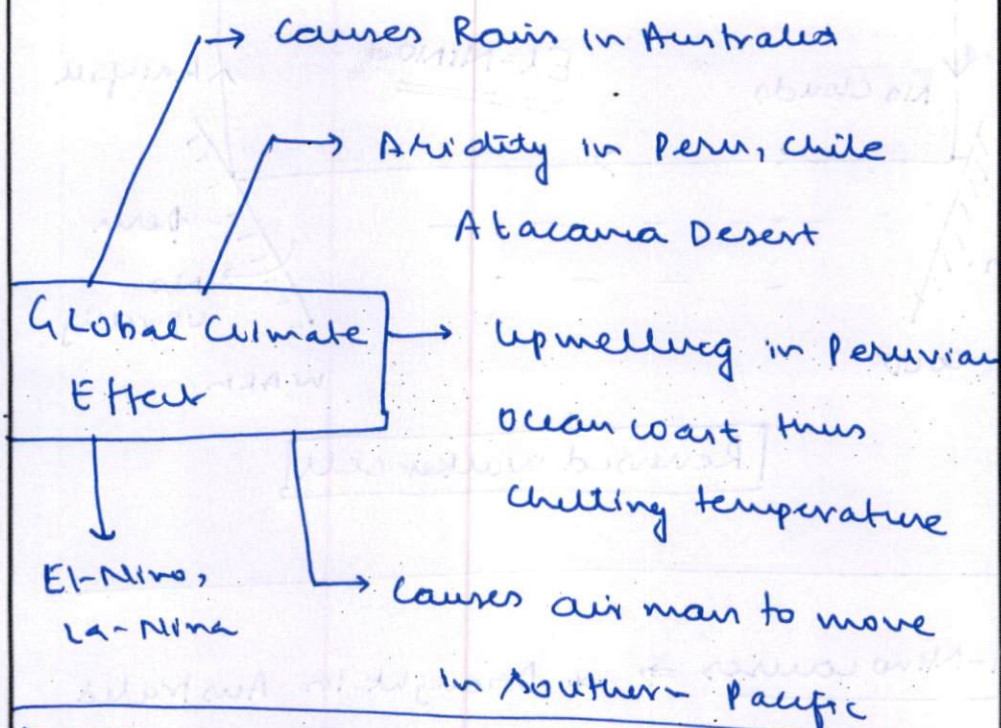 Causes Rain in Australia
Aridity in Peru, Chile
Atacama Desert
Global Climate
Effect
Upwelling in Peruvian
ocean coast thus
chilling temperature
El-Nino,
La-Nina
Causes air mass to move
in Southern Pacific